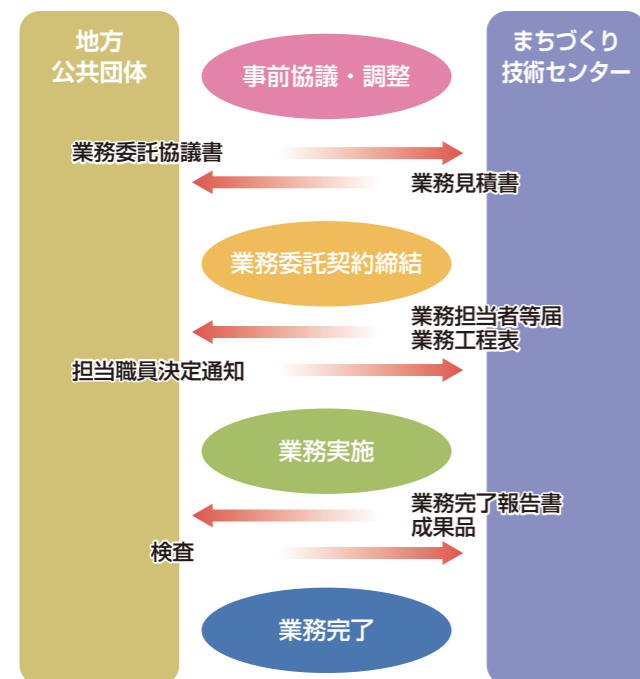 地方
公共団体
まちづくり
技術センター
事前協議・調整
業務委託協議書
業務見積書
業務委託契約締結
業務担当者等届
業務工程表
担当職員決定通知
業務実施
業務完了報告書
成果品
検査
業務完了